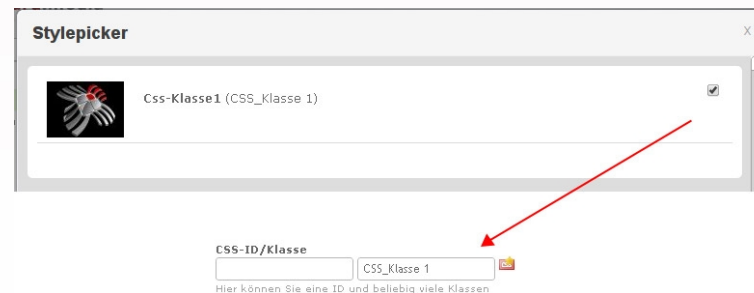 Stylepicker
X
Css-Klasse1 (CSS_Klasse 1)
CSS-ID/Klasse
CSS_Klasse 1
Hier können Sie eine ID und beliebig viele Klassen